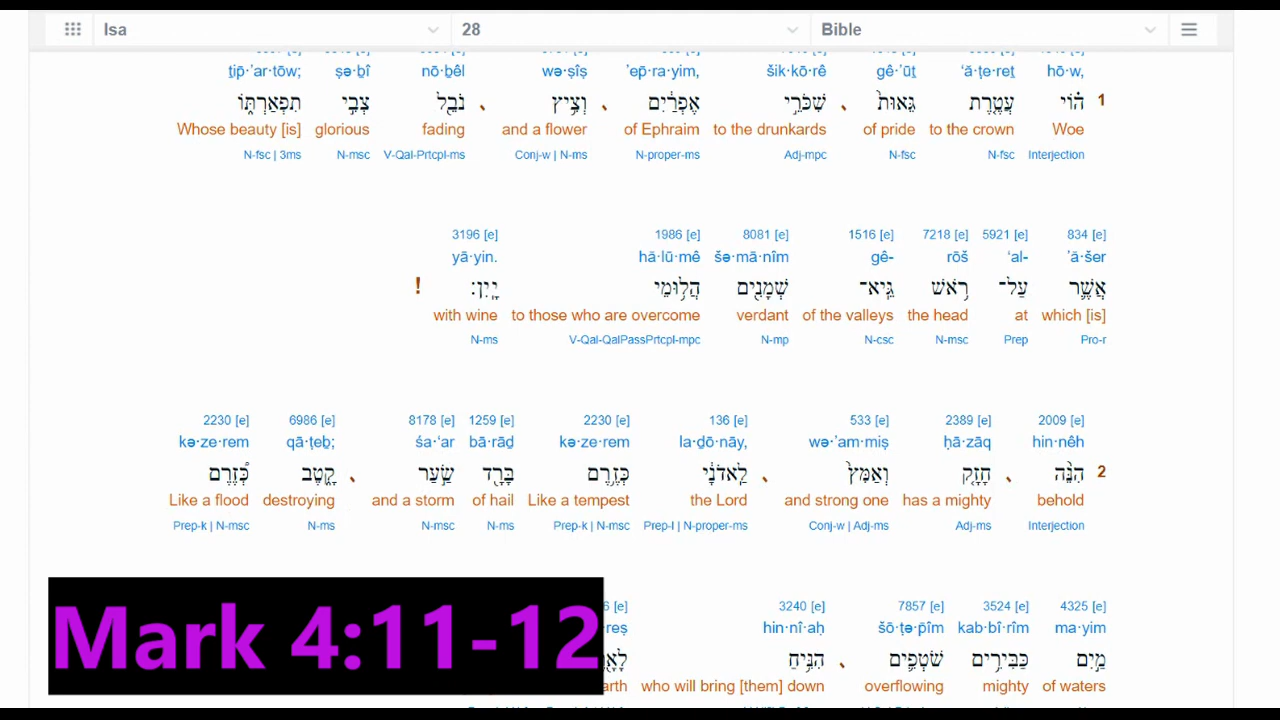 Isa 28 Bible
ṯip̄·’ar·tōw; ṣə·ḇî nō·ḇêl wə·ṣîṣ ’ep̄·ra·yim, šik·kō·rê gê·’ūṯ ‘ă·ṭe·reṯ hō·w,
1 ה֗וֹי עֲטֶ֤רֶת גֵּאוּת֙ ، שִׁכֹּרֵ֣י אֶפְרַ֔יִם ، וְצִ֥יץ נֹבֵ֖ל ، צְבִ֣י תִפְאַרְתּ֑וֹ
Whose beauty [is] glorious fading and a flower of Ephraim to the drunkards of pride to the crown Woe
N-fsc | 3ms N-msc V-Qal-Prtcpl-ms Conj-w | N-ms N-proper-ms Adj-mpc N-fsc N-fsc Interjection
3196 [e] 1986 [e] 8081 [e] 1516 [e] 7218 [e] 5921 [e] 834 [e]
yā·yin. hă·lū·mê šə·mā·nîm gê- rōš ‘al- ’ă·šer
אֲשֶׁ֛ר עַל־ רֹ֥אשׁ גֵּֽיא־ שְׁמָנִ֖ים הֲל֥וּמֵי יָֽיִן׃ !
with wine to those who are overcome verdant of the valleys the head at which [is]
N-ms V-Qal-QalPassPrtcpl-mpc N-mp N-csc N-msc Prep Pro-r
2230 [e] 6986 [e] 8178 [e] 1259 [e] 2230 [e] 136 [e] 533 [e] 2389 [e] 2009 [e]
kə·ze·rem qā·ṭeḇ; śa·‘ar bā·rāḏ kə·ze·rem la·ḏō·nāy, wə·’am·miṣ ḥā·zāq hin·nêh
2 הִנֵּ֨ה ، חָזָ֤ק וְאַמִּץ֙ ، לַֽאדֹנָ֔י כְּזֶ֥רֶם בָּרָ֖ד שַׂ֣עַר ، קָ֑טֶב כְּ֠זֶרֶם
Like a flood destroying and a storm of hail Like a tempest the Lord and strong one has a mighty behold
Prep-k | N-msc N-ms N-msc N-ms Prep-k | N-msc Prep-l | N-proper-ms Conj-w | Adj-ms Adj-ms Interjection
6 [e] 3240 [e] 7857 [e] 3524 [e] 4325 [e]
reṣ hin·nî·aḥ šō·ṭə·p̄îm kab·bî·rîm ma·yim
מַ֣יִם כַּבִּירִ֥ים שֹׁטְפִ֛ים ، הִנִּ֥יחַ
arth who will bring [them] down overflowing mighty of waters
Mark 4:11-12